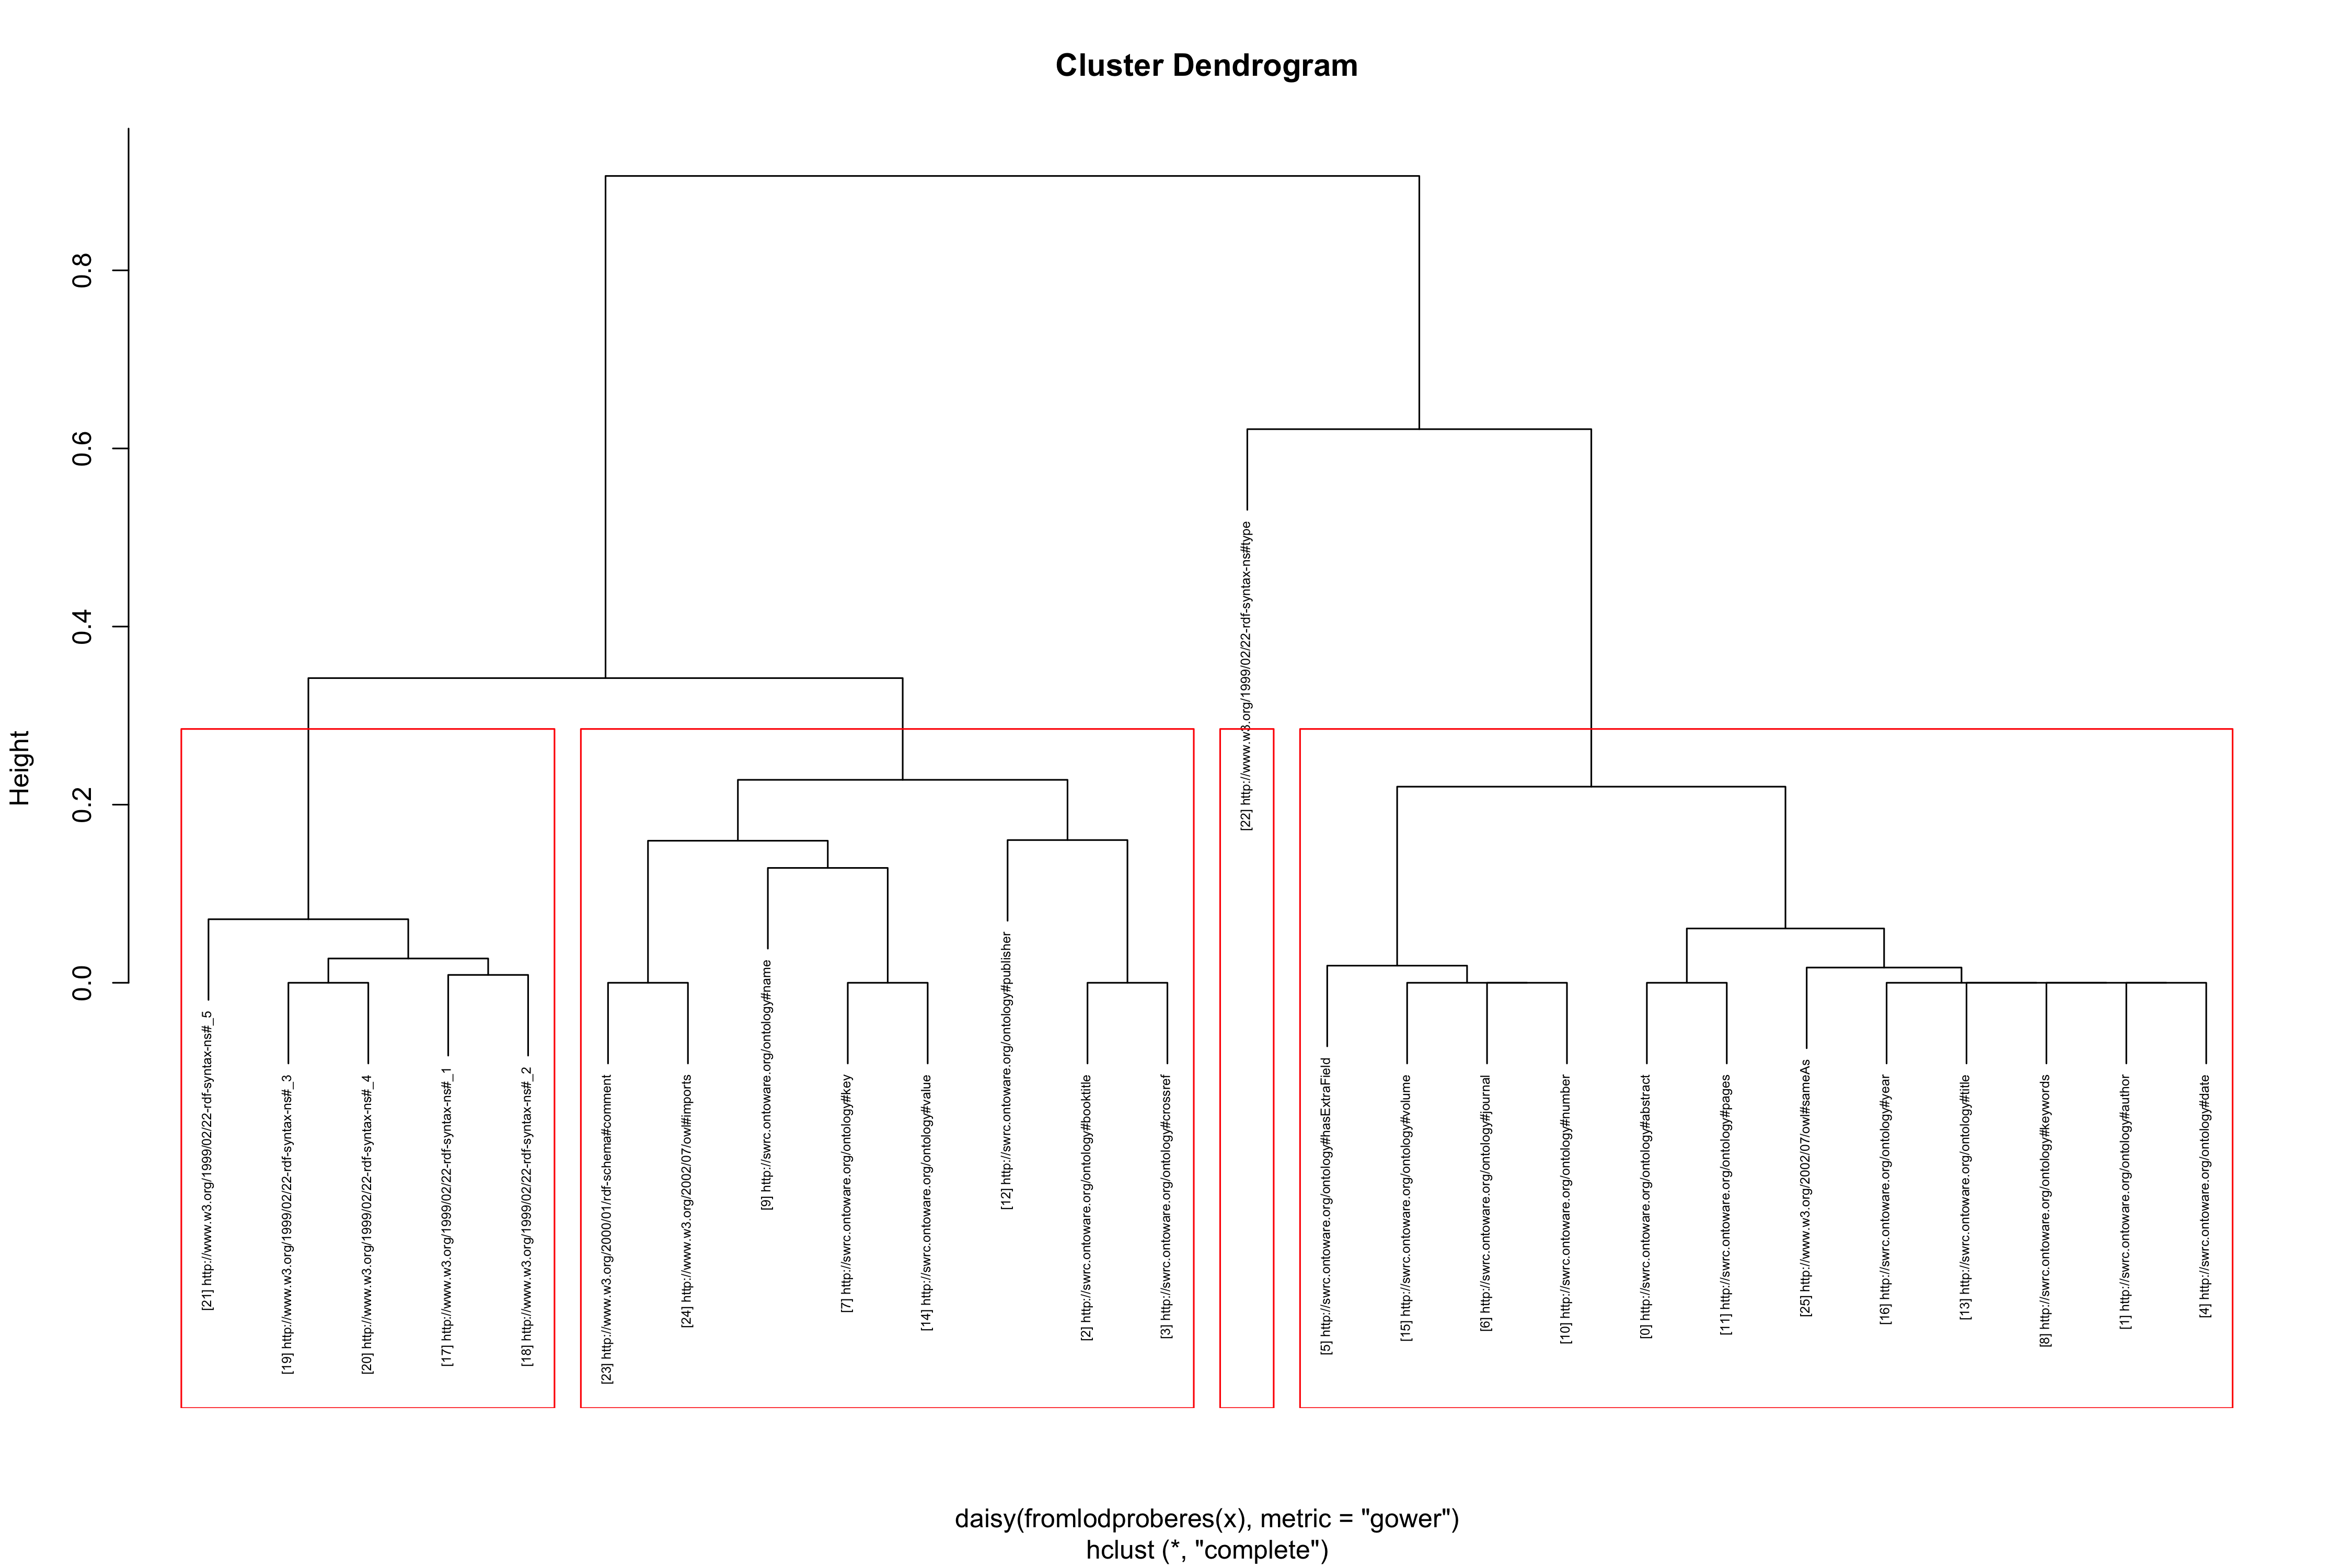 Cluster Dendrogram
Height
0.0
0.2
0.4
0.6
0.8
[21] http://www.w3.org/1999/02/22-rdf-syntax-ns#_5
[19] http://www.w3.org/1999/02/22-rdf-syntax-ns#_3
[20] http://www.w3.org/1999/02/22-rdf-syntax-ns#_4
[17] http://www.w3.org/1999/02/22-rdf-syntax-ns#_1
[18] http://www.w3.org/1999/02/22-rdf-syntax-ns#_2
[23] http://www.w3.org/2000/01/rdf-schema#comment
[24] http://www.w3.org/2002/07/owl#imports
[9] http://swrc.ontoware.org/ontology#name
[7] http://swrc.ontoware.org/ontology#key
[14] http://swrc.ontoware.org/ontology#value
[12] http://swrc.ontoware.org/ontology#publisher
[2] http://swrc.ontoware.org/ontology#booktitle
[3] http://swrc.ontoware.org/ontology#crossref
[22] http://www.w3.org/1999/02/22-rdf-syntax-ns#type
[5] http://swrc.ontoware.org/ontology#hasExtraField
[15] http://swrc.ontoware.org/ontology#volume
[6] http://swrc.ontoware.org/ontology#journal
[10] http://swrc.ontoware.org/ontology#number
[0] http://swrc.ontoware.org/ontology#abstract
[11] http://swrc.ontoware.org/ontology#pages
[25] http://www.w3.org/2002/07/owl#sameAs
[16] http://swrc.ontoware.org/ontology#year
[13] http://swrc.ontoware.org/ontology#title
[8] http://swrc.ontoware.org/ontology#keywords
[1] http://swrc.ontoware.org/ontology#author
[4] http://swrc.ontoware.org/ontology#date
daisy(fromlodproberes(x), metric = "gower")
hclust (*, "complete")